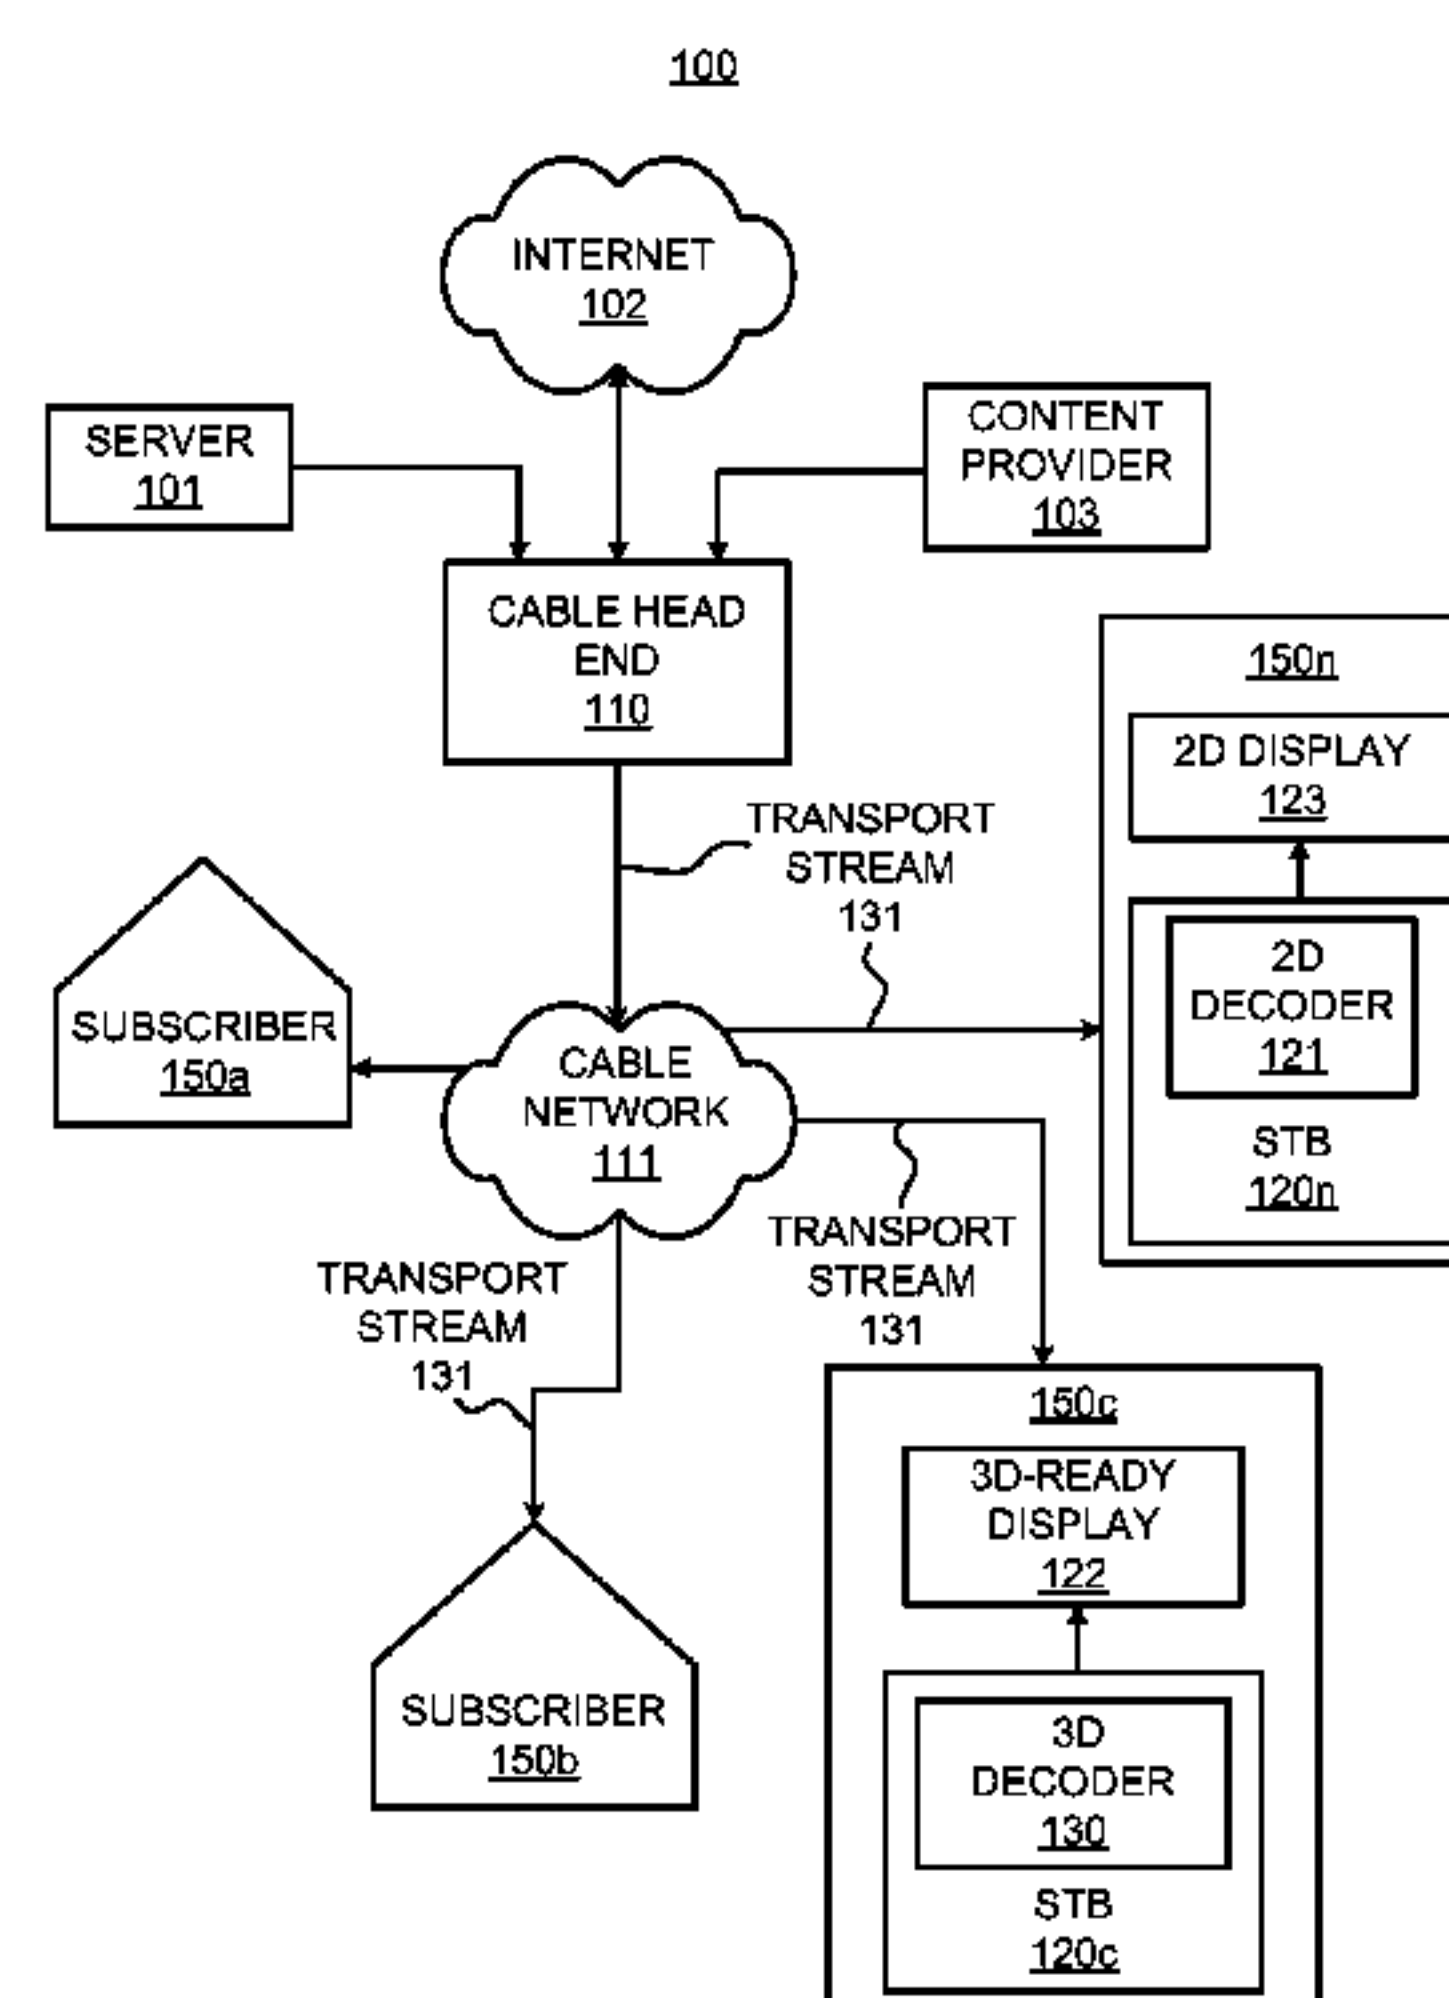 100
INTERNET
102
SERVER
101
CONTENT
PROVIDER
103
CABLE HEAD
END
110
150n
2D DISPLAY
123
TRANSPORT
STREAM
131
2D
DECODER
121
STB
120n
SUBSCRIBER
150a
CABLE
NETWORK
111
TRANSPORT
STREAM
131
TRANSPORT
STREAM
131
150c
3D-READY
DISPLAY
122
3D
DECODER
130
STB
120c
SUBSCRIBER
150b